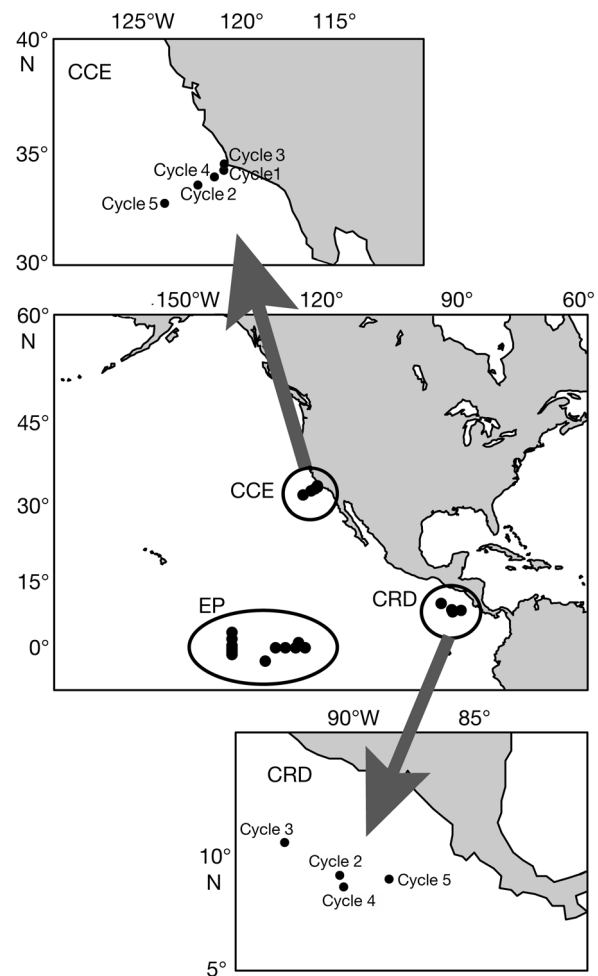 125°W 120° 115°
40°
N
CCE
35°
Cycle 3
Cycle 4 Cycle1
Cycle 2
Cycle 5
30°
150°W 120° 90° 60°
60°
N
45°
CCE
30°
15°
EP
CRD
0°
90°W 85°
CRD
Cycle 3
10°
N
Cycle 2
Cycle 5
Cycle 4
5°